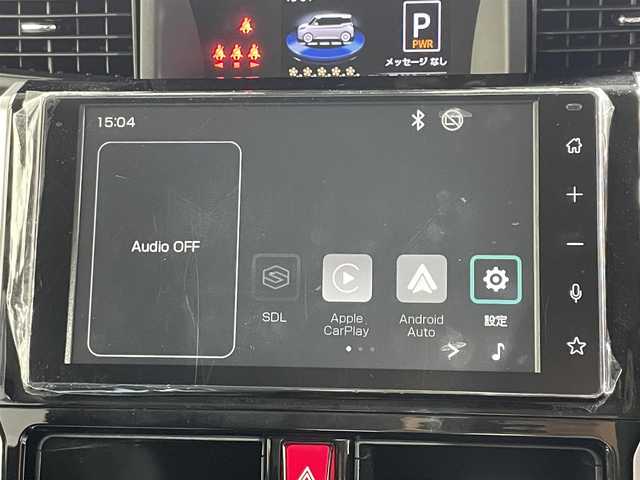 P
PWR
メッセージ なし
15:04
Audio OFF
SDL
Apple
CarPlay
Android
Auto
設定